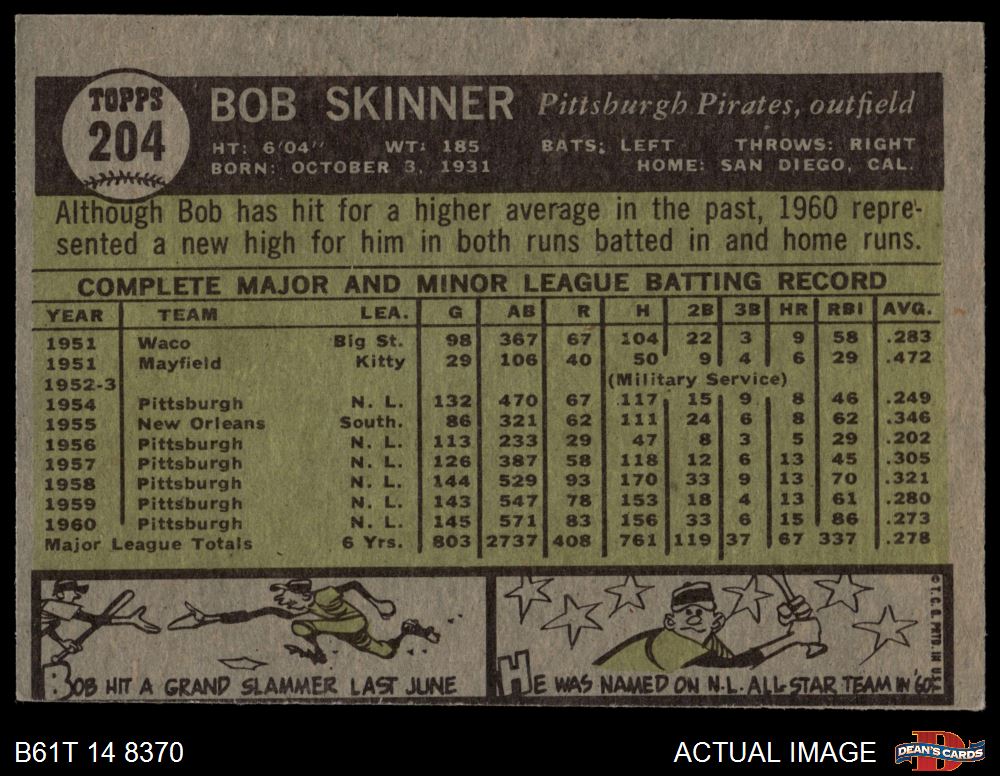 TOPPS
204
BOB SKINNER Pittsburgh Pirates, outfield
HT: 6'04" WT: 185 BATS: LEFT THROWS: RIGHT
BORN: OCTOBER 3, 1931 HOME: SAN DIEGO, CAL.
Although Bob has hit for a higher average in the past, 1960 repre-
sented a new high for him in both runs batted in and home runs.
COMPLETE MAJOR AND MINOR LEAGUE BATTING RECORD
YEAR TEAM LEA. G AB R H 2B 3B HR RBI AVG.
1951 Waco Big St. 98 367 67 104 22 3 9 58 .283
1951 Mayfield Kitty 29 106 40 50 9 4 6 29 .472
1952-3 (Military Service)
1954 Pittsburgh N. L. 132 470 67 117 15 9 8 46 .249
1955 New Orleans South. 86 321 62 111 24 6 8 62 .346
1956 Pittsburgh N. L. 113 233 29 47 8 3 5 29 .202
1957 Pittsburgh N. L. 126 387 58 118 12 6 13 45 .305
1958 Pittsburgh N. L. 144 529 93 170 33 9 13 70 .321
1959 Pittsburgh N. L. 143 547 78 153 18 4 13 61 .280
1960 Pittsburgh N. L. 145 571 83 156 33 6 15 86 .273
Major League Totals 6 Yrs. 803 2737 408 761 119 37 67 337 .278
BOB HIT A GRAND SLAMMER LAST JUNE
HE WAS NAMED ON N.L. ALL-STAR TEAM IN '60!
© T. C. G. PRTD. IN U.S.A.
B61T 14 8370
ACTUAL IMAGE
D
DEAN'S CARDS